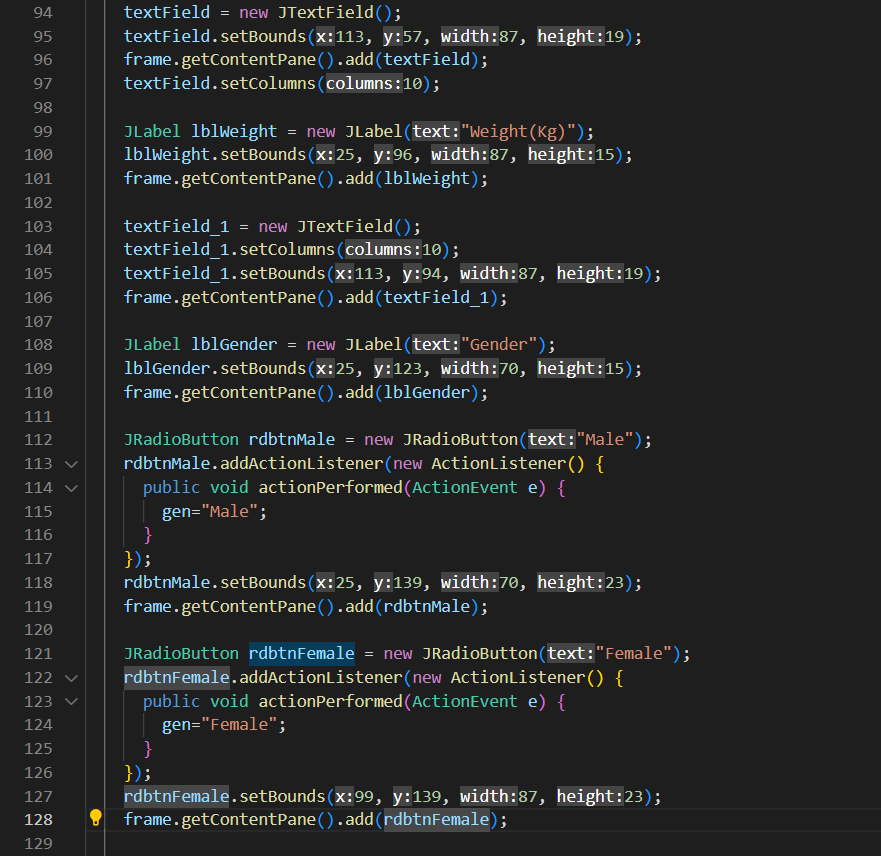 94 textField = new JTextField();
95 textField.setBounds(x:113, y:57, width:87, height:19);
96 frame.getContentPane().add(textField);
97 textField.setColumns(columns:10);
98
99 JLabel lblWeight = new JLabel(text:"Weight(Kg)");
100 lblWeight.setBounds(x:25, y:96, width:87, height:15);
101 frame.getContentPane().add(lblWeight);
102
103 textField_1 = new JTextField();
104 textField_1.setColumns(columns:10);
105 textField_1.setBounds(x:113, y:94, width:87, height:19);
106 frame.getContentPane().add(textField_1);
107
108 JLabel lblGender = new JLabel(text:"Gender");
109 lblGender.setBounds(x:25, y:123, width:70, height:15);
110 frame.getContentPane().add(lblGender);
111
112 JRadioButton rdbtnMale = new JRadioButton(text:"Male");
113 rdbtnMale.addActionListener(new ActionListener() {
114 public void actionPerformed(ActionEvent e) {
115 gen="Male";
116 }
117 });
118 rdbtnMale.setBounds(x:25, y:139, width:70, height:23);
119 frame.getContentPane().add(rdbtnMale);
120
121 JRadioButton rdbtnFemale = new JRadioButton(text:"Female");
122 rdbtnFemale.addActionListener(new ActionListener() {
123 public void actionPerformed(ActionEvent e) {
124 gen="Female";
125 }
126 });
127 rdbtnFemale.setBounds(x:99, y:139, width:87, height:23);
128 frame.getContentPane().add(rdbtnFemale);
129